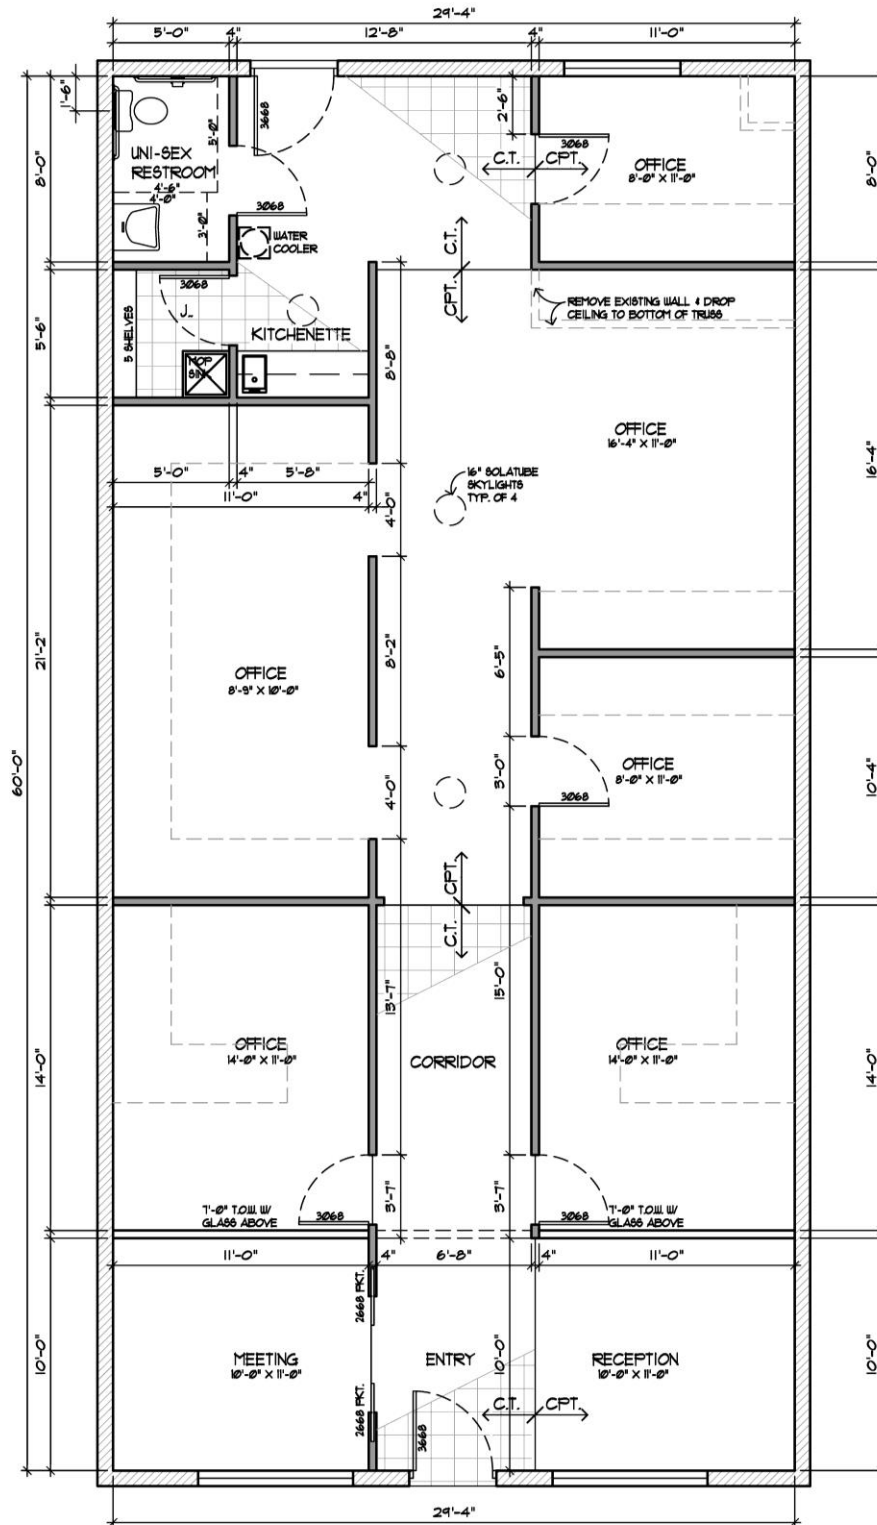 29'-4"
5'-0"
4"
12'-8"
4"
11'-0"
1'-6"
3668
2'-6"
5'-0"
3068
C.T.
CPT.
UNI-SEX
RESTROOM
4'-6"
4'-0"
OFFICE
8'-0" X 11'-0"
8'-0"
8'-0"
3'-0"
3068
WATER
COOLER
C.T.
CPT.
3068
J.
5 SHELVES
KITCHENETTE
REMOVE EXISTING WALL & DROP
CEILING TO BOTTOM OF TRUSS
5'-6"
MOP
SINK
8'-8"
OFFICE
16'-4" X 11'-0"
16'-4"
5'-0"
4"
5'-8"
11'-0"
4"
4'-0"
16" SOLATUBE
SKYLIGHTS
TYP. OF 4
21'-2"
8'-2"
6'-5"
OFFICE
8'-9" X 10'-0"
60'-0"
4'-0"
3'-0"
3068
OFFICE
8'-0" X 11'-0"
10'-4"
CPT.
C.T.
13'-7"
15'-0"
OFFICE
14'-0" X 11'-0"
CORRIDOR
OFFICE
14'-0" X 11'-0"
14'-0"
14'-0"
7'-0" T.O.W. W/
GLASS ABOVE
3068
3'-7"
3'-7"
3068
7'-0" T.O.W. W/
GLASS ABOVE
11'-0"
4"
6'-8"
4"
11'-0"
2668 PKT.
10'-0"
MEETING
10'-0" X 11'-0"
ENTRY
10'-0"
RECEPTION
10'-0" X 11'-0"
10'-0"
2668 PKT.
3668
C.T.
CPT.
29'-4"